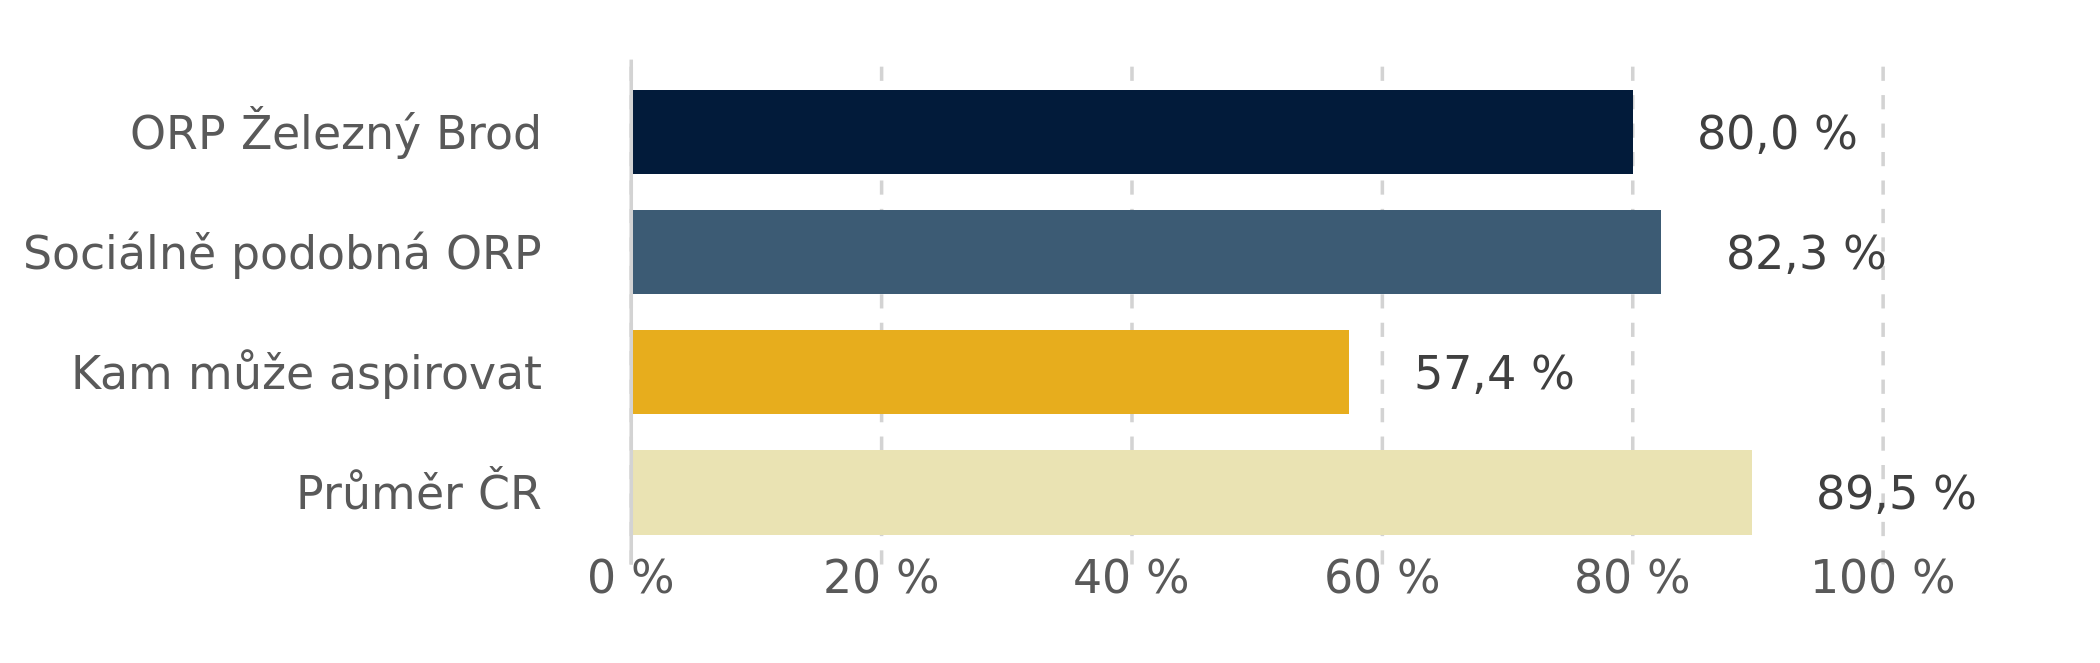 ORP Železný Brod 80,0 %
Sociálně podobná ORP 82,3 %
Kam může aspirovat 57,4 %
Průměr ČR 89,5 %
0 % 20 % 40 % 60 % 80 % 100 %